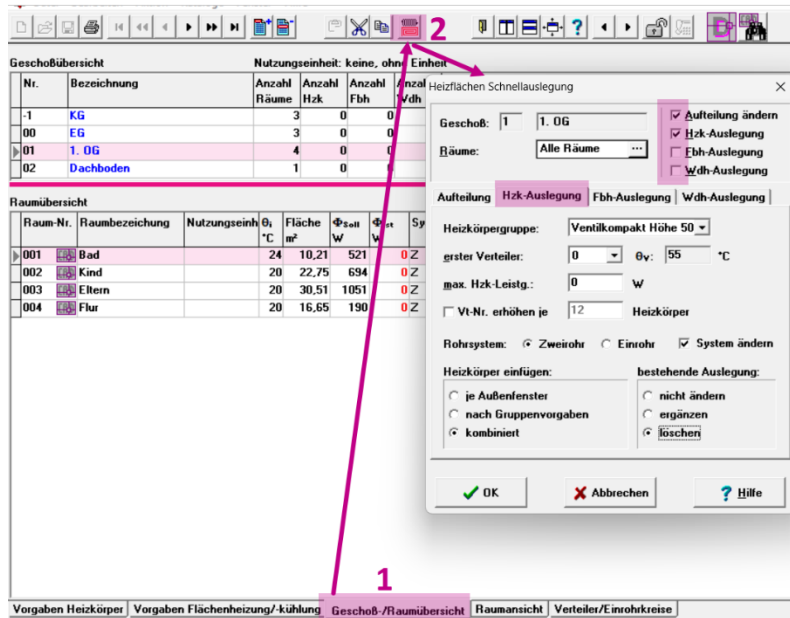 2
Geschoßübersicht Nutzungseinheit: keine, ohne Einheit
Nr. Bezeichnung Anzahl Räume Anzahl Hzk Anzahl Fbh Anzahl Wdh
-1 KG 3 0 0
00 EG 3 0 0
01 1. OG 4 0 0
02 Dachboden 1 0 0
Raumübersicht
Raum-Nr. Raumbezeichung Nutzungseinh θi °C Fläche m² ΦSoll W
001 Bad 24 10,21 521 0 Z
002 Kind 20 22,75 694 0 Z
003 Eltern 20 30,51 1051 0 Z
004 Flur 20 16,65 190 0 Z
Heizflächen Schnellauslegung
Geschoß: 1 1. OG
Räume: Alle Räume ...
Aufteilung ändern
Hzk-Auslegung
Fbh-Auslegung
Wdh-Auslegung
Aufteilung Hzk-Auslegung Fbh-Auslegung Wdh-Auslegung
Heizkörpergruppe: Ventilkompakt Höhe 50
erster Verteiler: 0 θv: 55 °C
max. Hzk-Leistg.: 0 W
Vt-Nr. erhöhen je 12 Heizkörper
Rohrsystem: Zweirohr Einrohr System ändern
Heizkörper einfügen:
je Außenfenster
nach Gruppenvorgaben
kombiniert
bestehende Auslegung:
nicht ändern
ergänzen
löschen
OK Abbrechen ? Hilfe
1
Vorgaben Heizkörper Vorgaben Flächenheizung/-kühlung Geschoß-/Raumübersicht Raumansicht Verteiler/Einrohrkreise